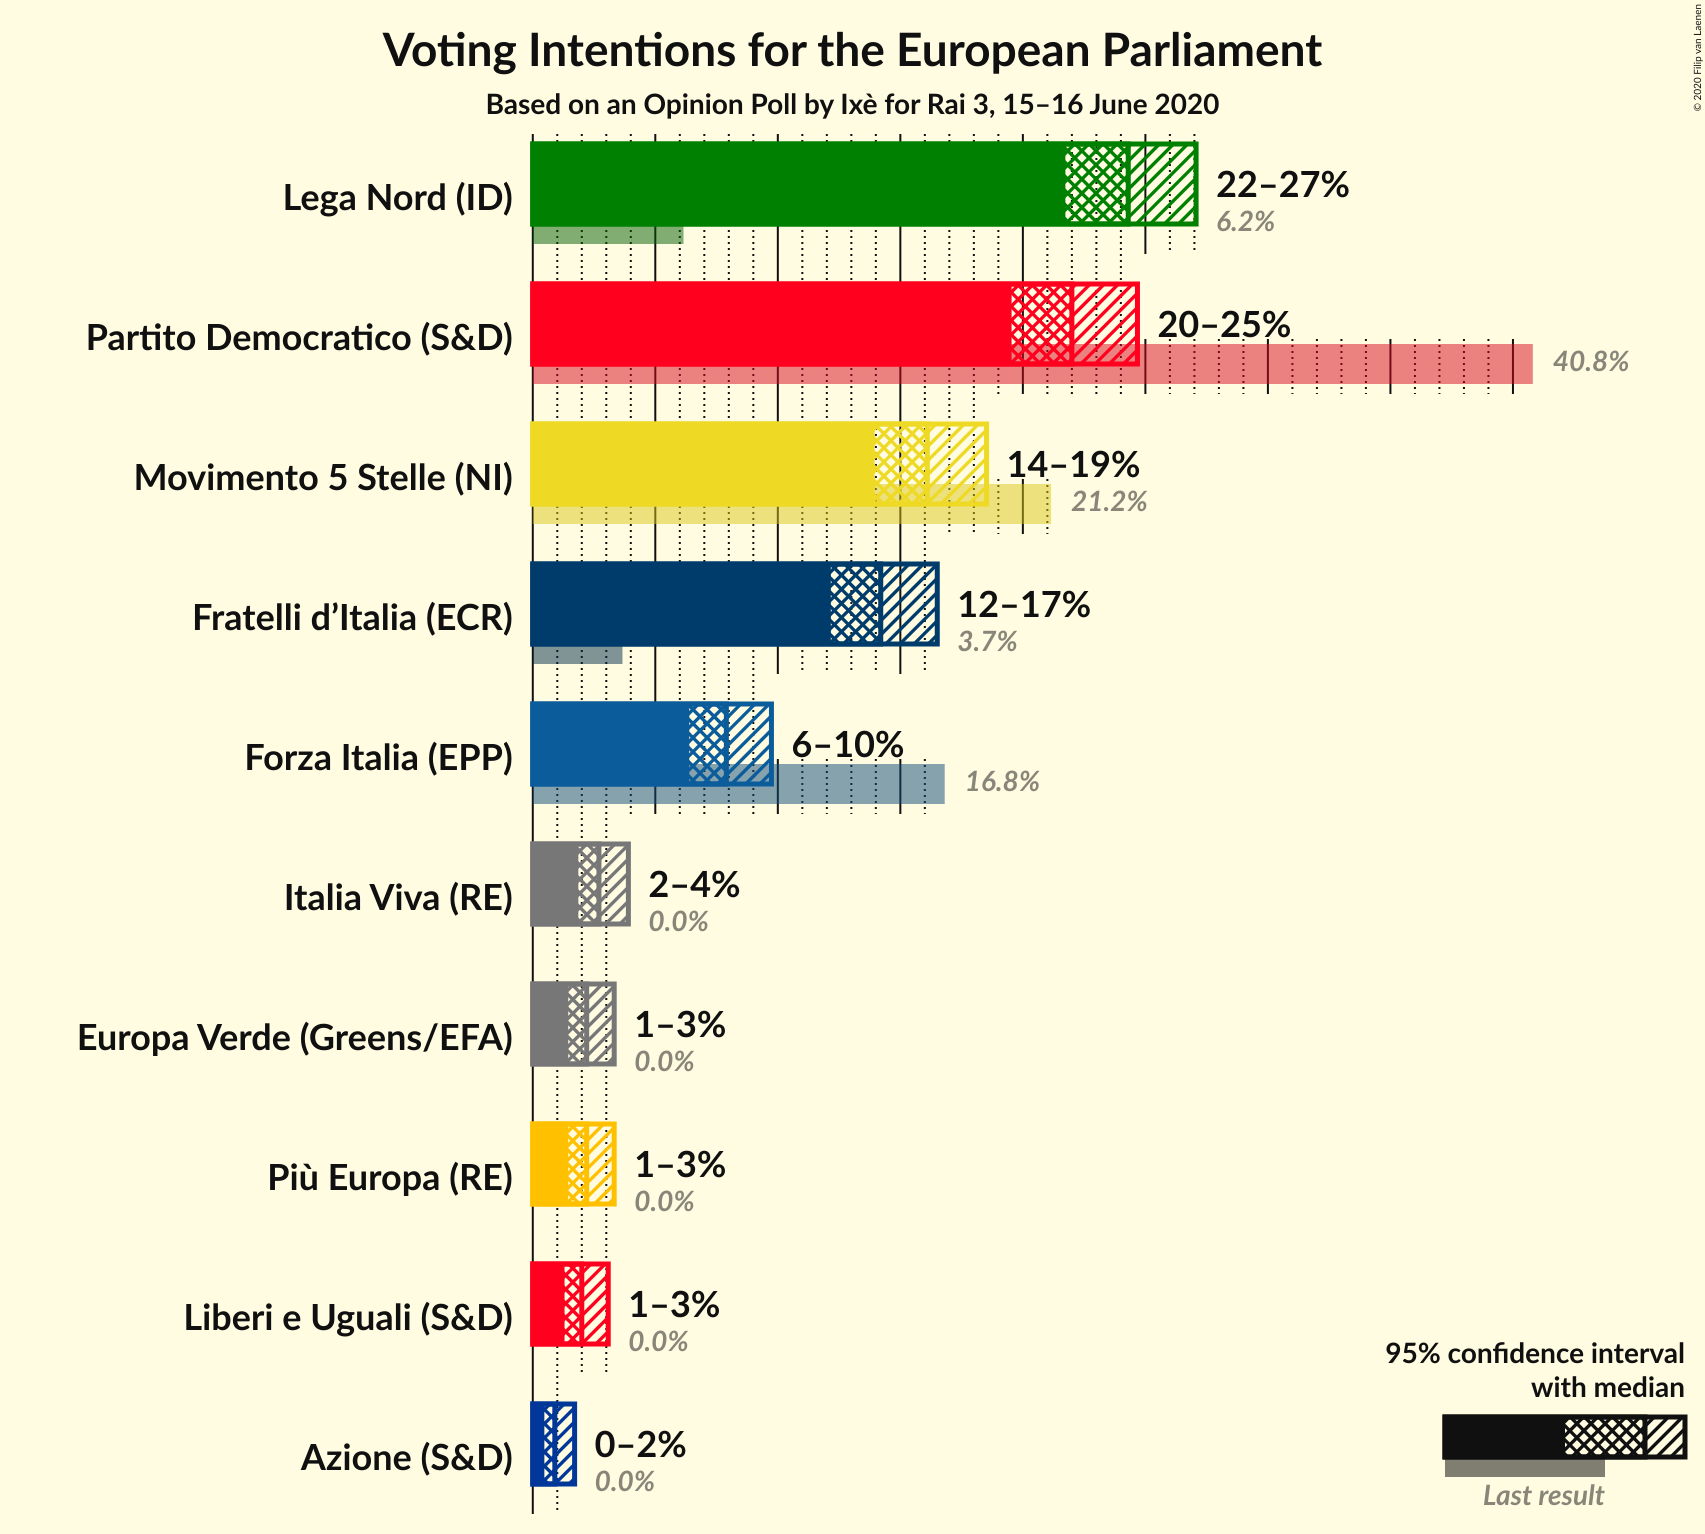 Voting Intentions for the European Parliament
Based on an Opinion Poll by Ixè for Rai 3, 15–16 June 2020
© 2020 Filip van Laenen
Lega Nord (ID)
22–27%
6.2%
Partito Democratico (S&D)
20–25%
40.8%
Movimento 5 Stelle (NI)
14–19%
21.2%
Fratelli d’Italia (ECR)
12–17%
3.7%
Forza Italia (EPP)
6–10%
16.8%
Italia Viva (RE)
2–4%
0.0%
Europa Verde (Greens/EFA)
1–3%
0.0%
Più Europa (RE)
1–3%
0.0%
Liberi e Uguali (S&D)
1–3%
0.0%
Azione (S&D)
0–2%
0.0%
95% confidence interval
with median
Last result